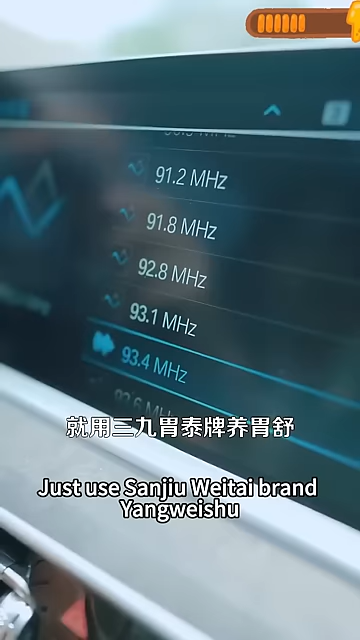 91.2 MHz
91.8 MHz
92.8 MHz
93.1 MHz
93.4 MHz
就用三九胃泰牌养胃舒
Just use Sanjiu Weitai brand
Yangweishu